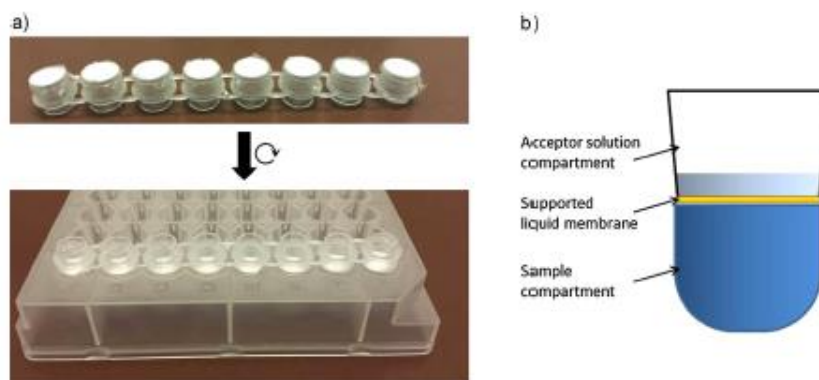 a)
b)
Acceptor solution
compartment
Supported
liquid membrane
Sample
compartment